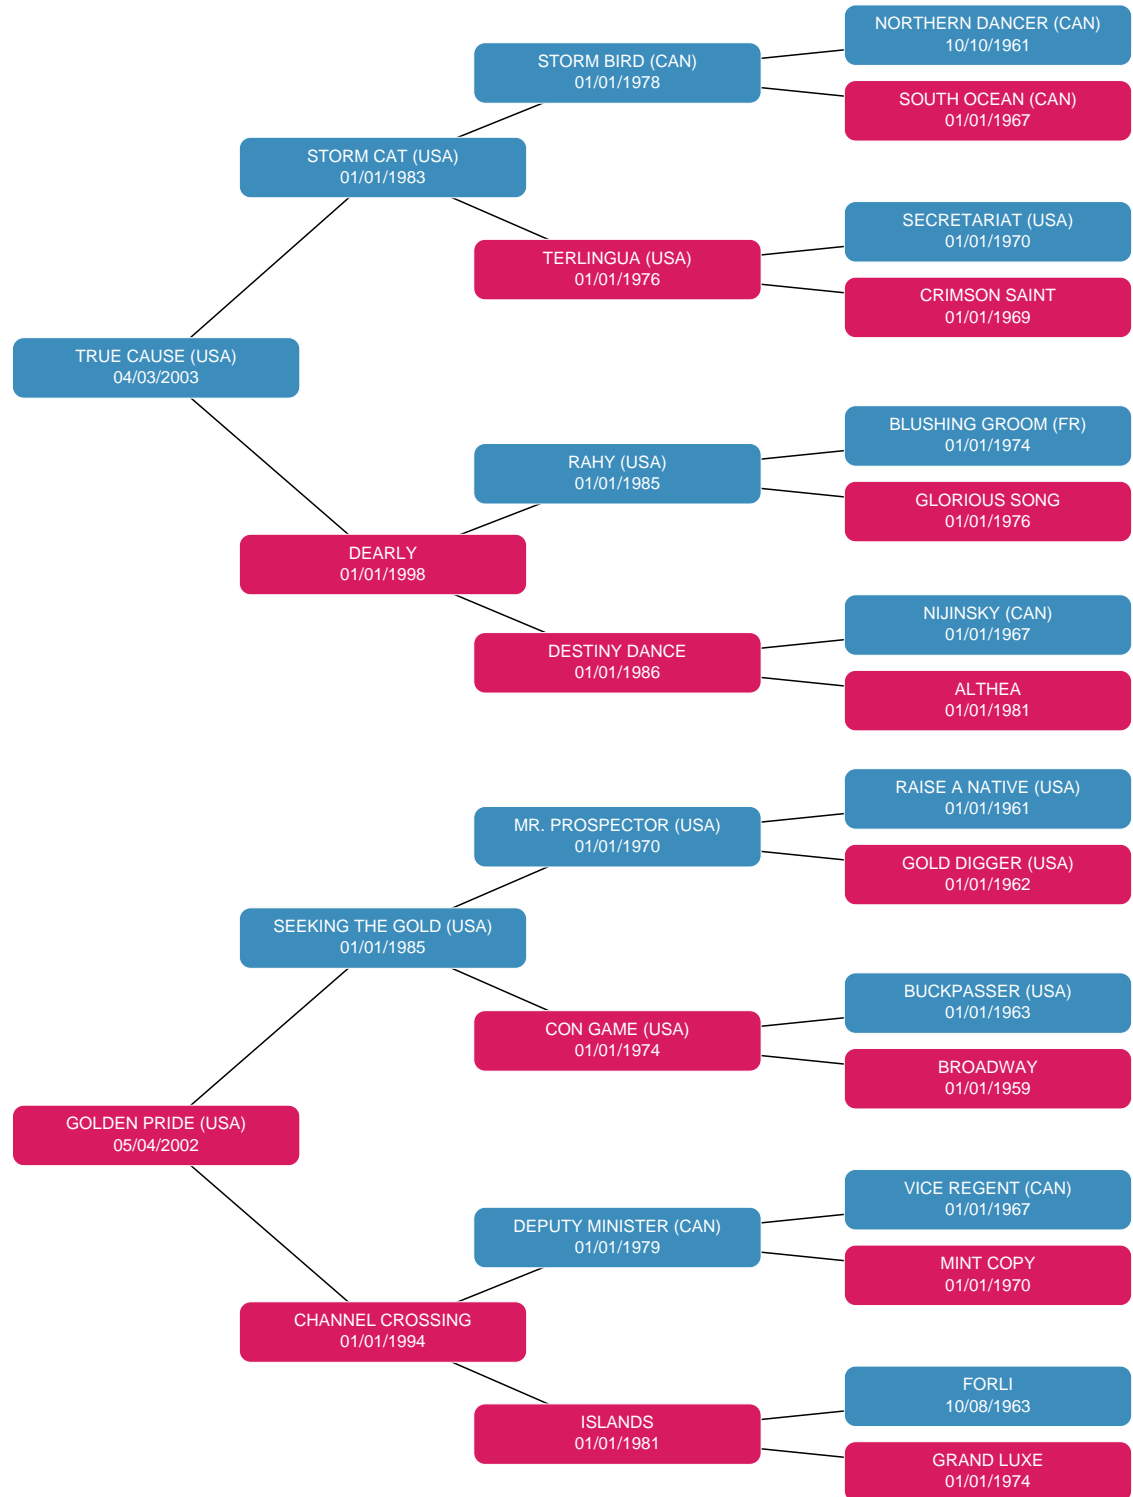 NORTHERN DANCER (CAN)
10/10/1961
STORM BIRD (CAN)
01/01/1978
SOUTH OCEAN (CAN)
01/01/1967
STORM CAT (USA)
01/01/1983
SECRETARIAT (USA)
01/01/1970
TERLINGUA (USA)
01/01/1976
CRIMSON SAINT
01/01/1969
TRUE CAUSE (USA)
04/03/2003
BLUSHING GROOM (FR)
01/01/1974
RAHY (USA)
01/01/1985
GLORIOUS SONG
01/01/1976
DEARLY
01/01/1998
NIJINSKY (CAN)
01/01/1967
DESTINY DANCE
01/01/1986
ALTHEA
01/01/1981
RAISE A NATIVE (USA)
01/01/1961
MR. PROSPECTOR (USA)
01/01/1970
GOLD DIGGER (USA)
01/01/1962
SEEKING THE GOLD (USA)
01/01/1985
BUCKPASSER (USA)
01/01/1963
CON GAME (USA)
01/01/1974
BROADWAY
01/01/1959
GOLDEN PRIDE (USA)
05/04/2002
VICE REGENT (CAN)
01/01/1967
DEPUTY MINISTER (CAN)
01/01/1979
MINT COPY
01/01/1970
CHANNEL CROSSING
01/01/1994
FORLI
10/08/1963
ISLANDS
01/01/1981
GRAND LUXE
01/01/1974